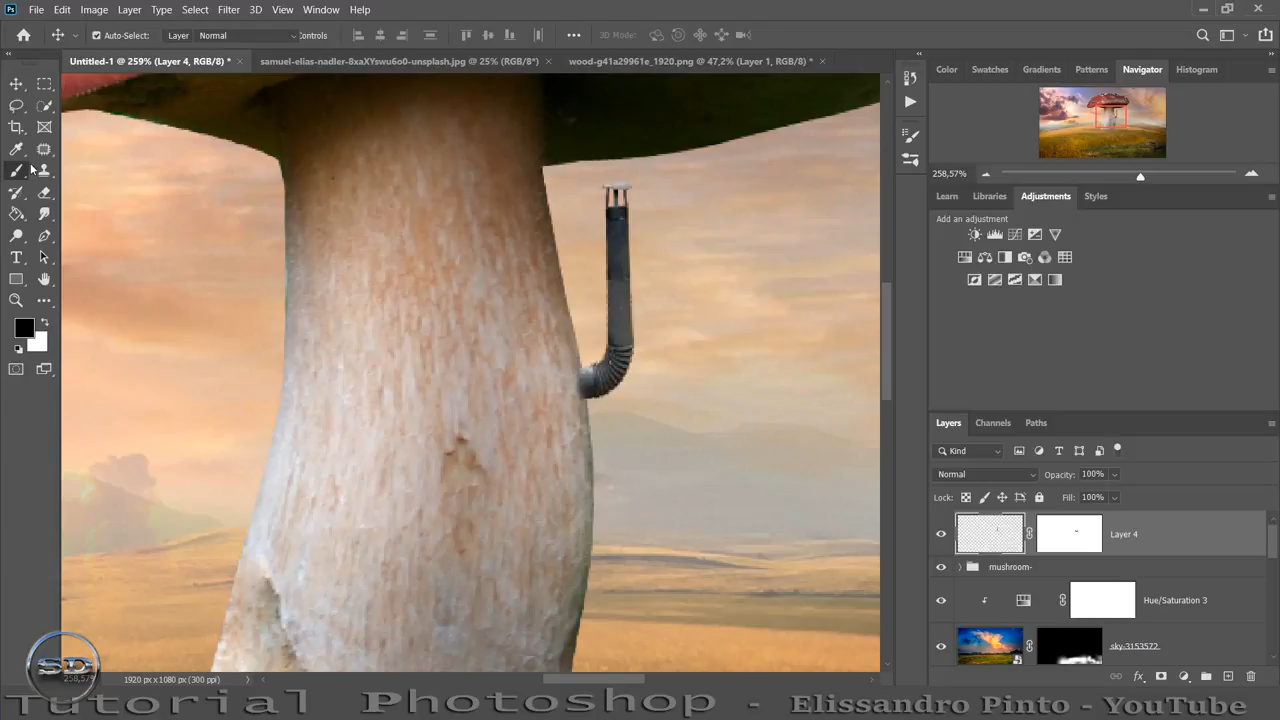 Ps File Edit Image Layer Type Select Filter 3D View Window Help
Auto-Select: Layer Normal Controls 3D Mode:
Untitled-1 @ 259% (Layer 4, RGB/8) * samuel-elias-nadler-8xaXYswu6o0-unsplash.jpg @ 25% (RGB/8*) wood-g41a29961e_1920.png @ 47,2% (Layer 1, RGB/8) *
Color Swatches Gradients Patterns Navigator Histogram
258,57%
Learn Libraries Adjustments Styles
Add an adjustment
Layers Channels Paths
Kind
Normal Opacity: 100%
Lock: Fill: 100%
Layer 4
mushroom-
Hue/Saturation 3
sky-3153572
SD
258,57% 1920 px x 1080 px (300 ppi)
Tutorial Photoshop - Elissandro Pinto - YouTube